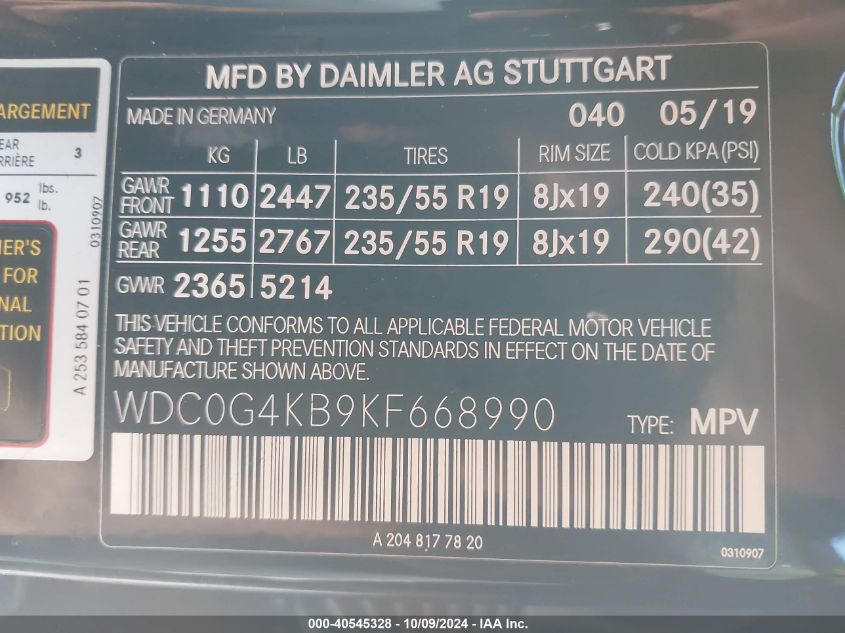 MFD BY DAIMLER AG STUTTGART
MADE IN GERMANY 040 05/19
KG LB TIRES RIM SIZE COLD KPA(PSI)
GAWR FRONT 1110 2447 235/55 R19 8Jx19 240(35)
GAWR REAR 1255 2767 235/55 R19 8Jx19 290(42)
GVWR 2365 5214
THIS VEHICLE CONFORMS TO ALL APPLICABLE FEDERAL MOTOR VEHICLE
SAFETY AND THEFT PREVENTION STANDARDS IN EFFECT ON THE DATE OF
MANUFACTURE SHOWN ABOVE.
WDC0G4KB9KF668990 TYPE: MPV
A 204 817 78 20
0310907
ARGEMENT
EAR
RRIÈRE 3
952 lbs.
lb.
0310907
ER'S
FOR
NAL
TION
A 253 584 07 01
000-40545328 - 10/09/2024 - IAA Inc.